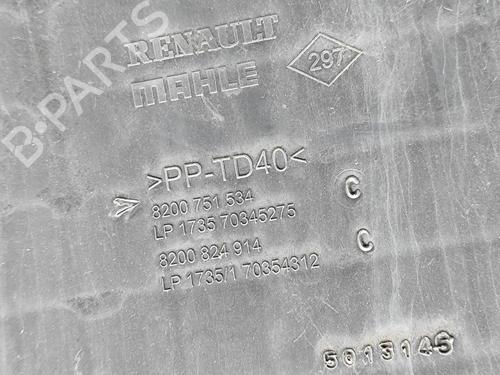 B-PARTS
RENAULT
MAHLE
297
>PP-TD40<
8200 751 534 C
LP 1735 70345275
8200 824 914 C
LP 1735/1 70354312
5013145